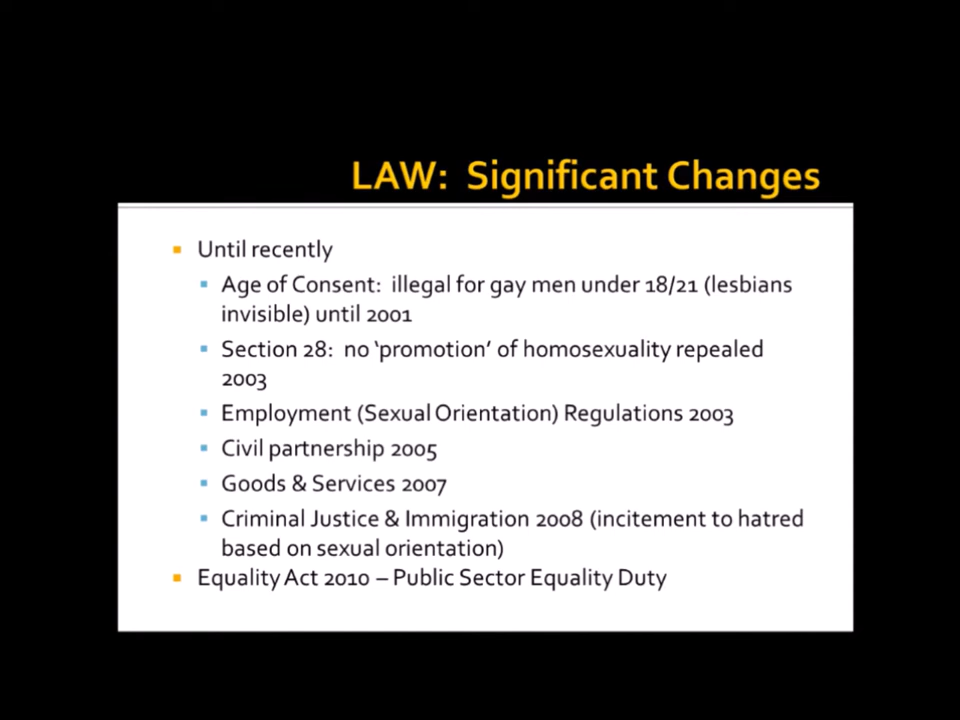 LAW: Significant Changes
Until recently
Age of Consent: illegal for gay men under 18/21 (lesbians
invisible) until 2001
Section 28: no ‘promotion’ of homosexuality repealed
2003
Employment (Sexual Orientation) Regulations 2003
Civil partnership 2005
Goods & Services 2007
Criminal Justice & Immigration 2008 (incitement to hatred
based on sexual orientation)
Equality Act 2010 – Public Sector Equality Duty